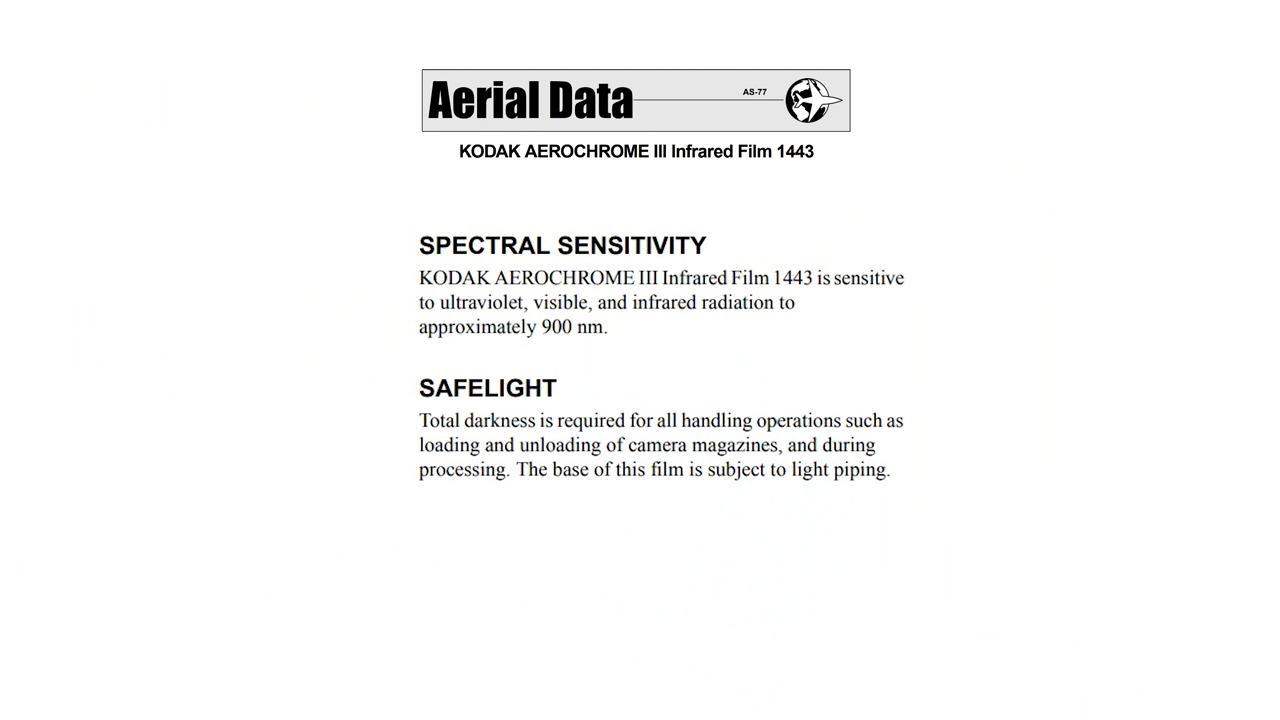 Aerial Data
AS-77
KODAK AEROCHROME III Infrared Film 1443
SPECTRAL SENSITIVITY
KODAK AEROCHROME III Infrared Film 1443 is sensitive
to ultraviolet, visible, and infrared radiation to
approximately 900 nm.
SAFELIGHT
Total darkness is required for all handling operations such as
loading and unloading of camera magazines, and during
processing. The base of this film is subject to light piping.